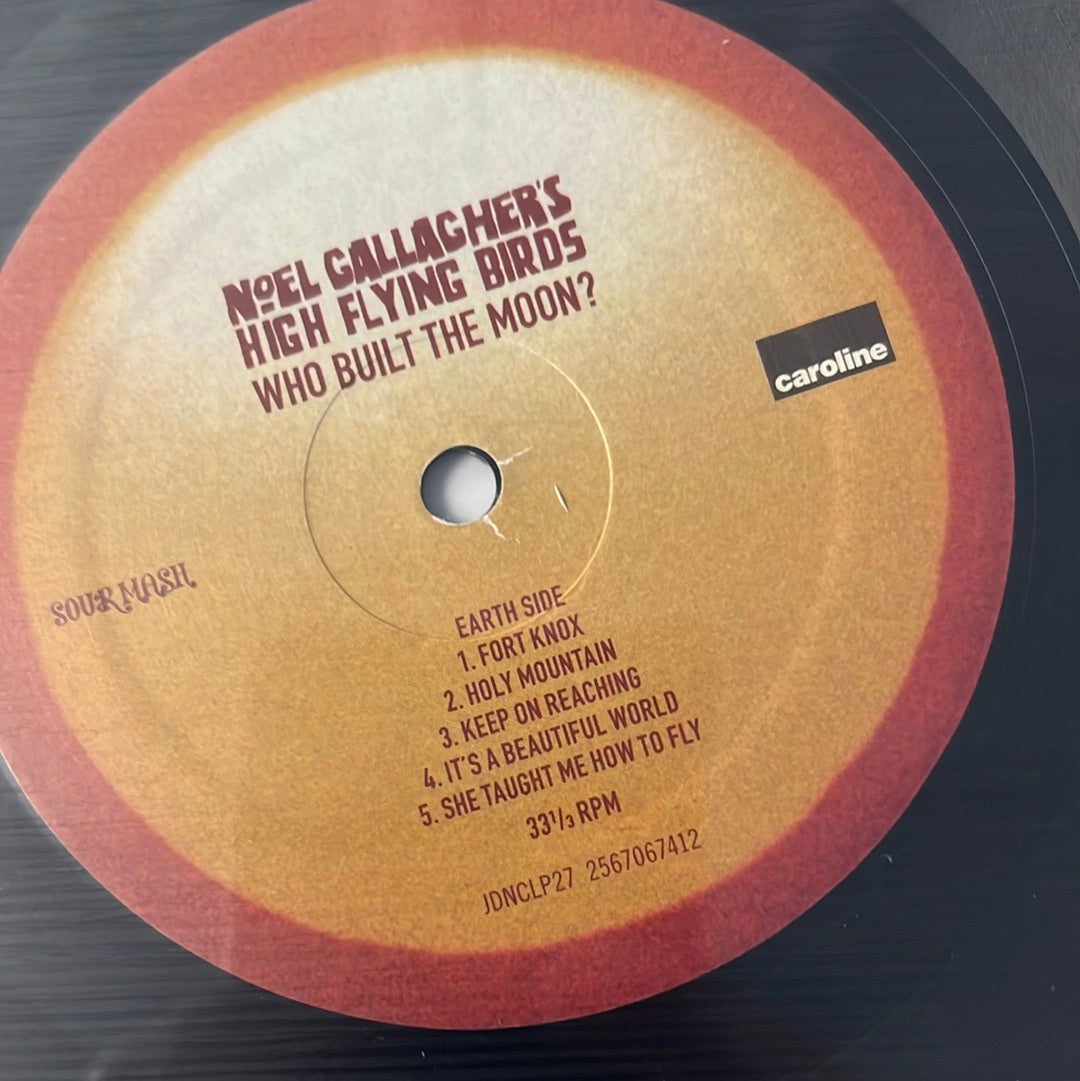 NOEL GALLAGHER'S
HIGH FLYING BIRDS
WHO BUILT THE MOON?
caroline
SOUR MASH
EARTH SIDE
1. FORT KNOX
2. HOLY MOUNTAIN
3. KEEP ON REACHING
4. IT'S A BEAUTIFUL WORLD
5. SHE TAUGHT ME HOW TO FLY
33⅓ RPM
JDNCLP27 2567067412